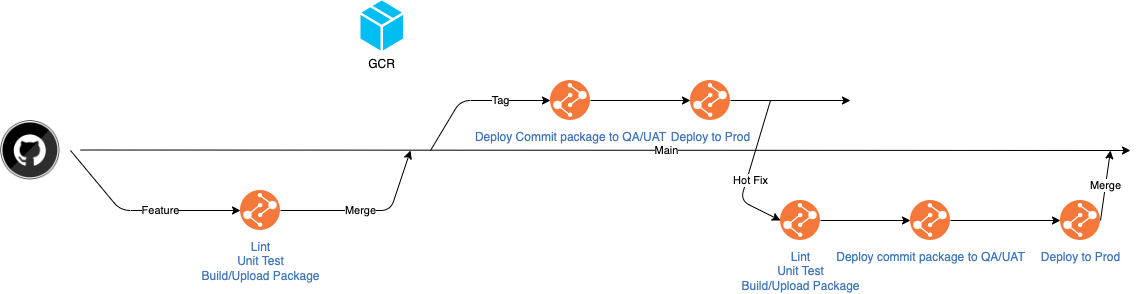 GCR
Tag
Deploy Commit package to QA/UAT
Deploy to Prod
Main
Feature
Merge
Lint
Unit Test
Build/Upload Package
Hot Fix
Merge
Lint
Unit Test
Build/Upload Package
Deploy commit package to QA/UAT
Deploy to Prod